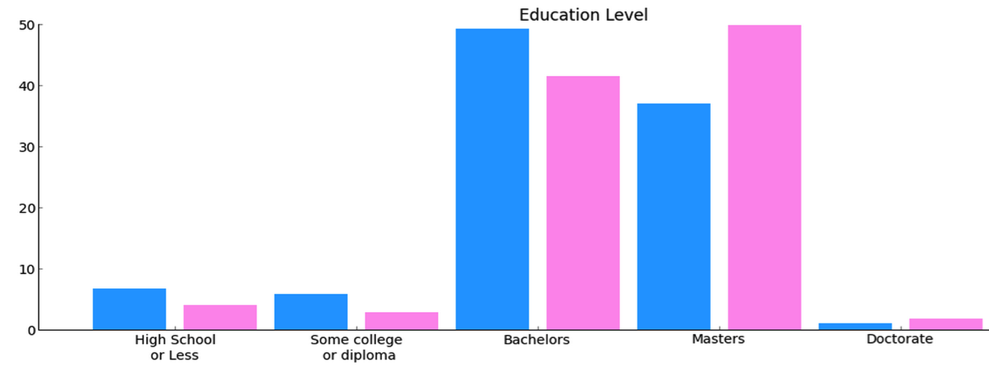 Education Level
50
40
30
20
10
0
High School
or Less
Some college
or diploma
Bachelors
Masters
Doctorate